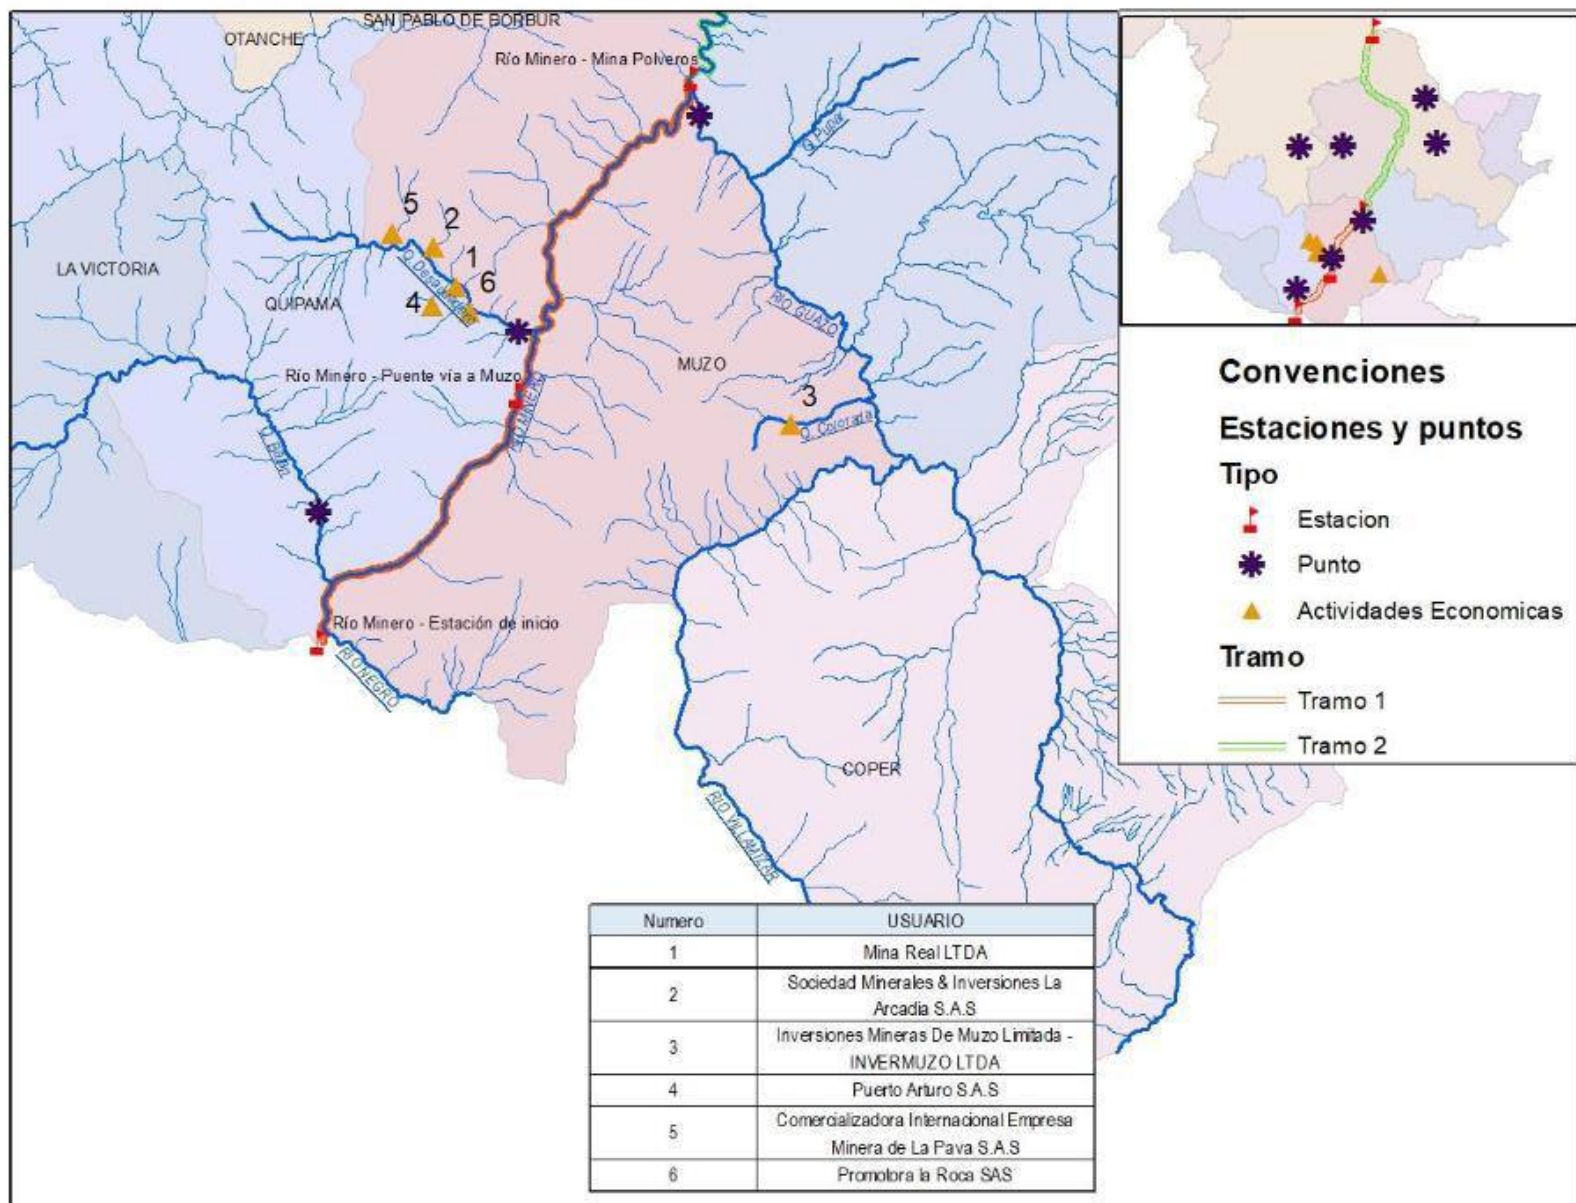 SAN PABLO DE BORBUR
OTANCHE
Río Minero - Mina Polveros
Q Pupar
5
2
LA VICTORIA
1
6
QUIPAMA
4
RIO GUAZO
MUZO
Río Minero - Puente vía a Muzo
3
Q. Colorada
Río Minero - Estación de inicio
RIO NEGRO
COPER
RIO VILLAMIZAR
Convenciones
Estaciones y puntos
Tipo
Estacion
Punto
Actividades Economicas
Tramo
Tramo 1
Tramo 2
Numero USUARIO
1 Mina Real LTDA
2 Sociedad Minerales & Inversiones La
Arcadia S.A.S
3 Inversiones Mineras De Muzo Limitada -
INVERMUZO LTDA
4 Puerto Arturo S.A.S
5 Comercializadora Internacional Empresa
Minera de La Pava S.A.S
6 Promotora la Roca SAS